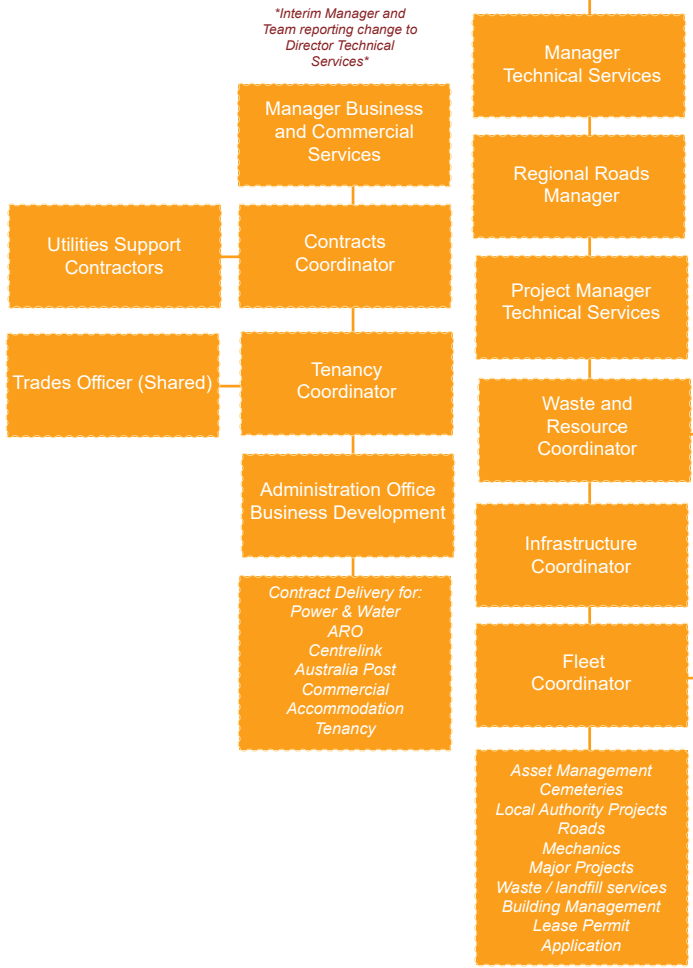 *Interim Manager and
Team reporting change to
Director Technical
Services*
Manager Business
and Commercial
Services
Utilities Support
Contractors
Contracts
Coordinator
Trades Officer (Shared)
Tenancy
Coordinator
Administration Office
Business Development
Contract Delivery for:
Power & Water
ARO
Centrelink
Australia Post
Commercial
Accommodation
Tenancy
Manager
Technical Services
Regional Roads
Manager
Project Manager
Technical Services
Waste and
Resource
Coordinator
Infrastructure
Coordinator
Fleet
Coordinator
Asset Management
Cemeteries
Local Authority Projects
Roads
Mechanics
Major Projects
Waste / landfill services
Building Management
Lease Permit
Application